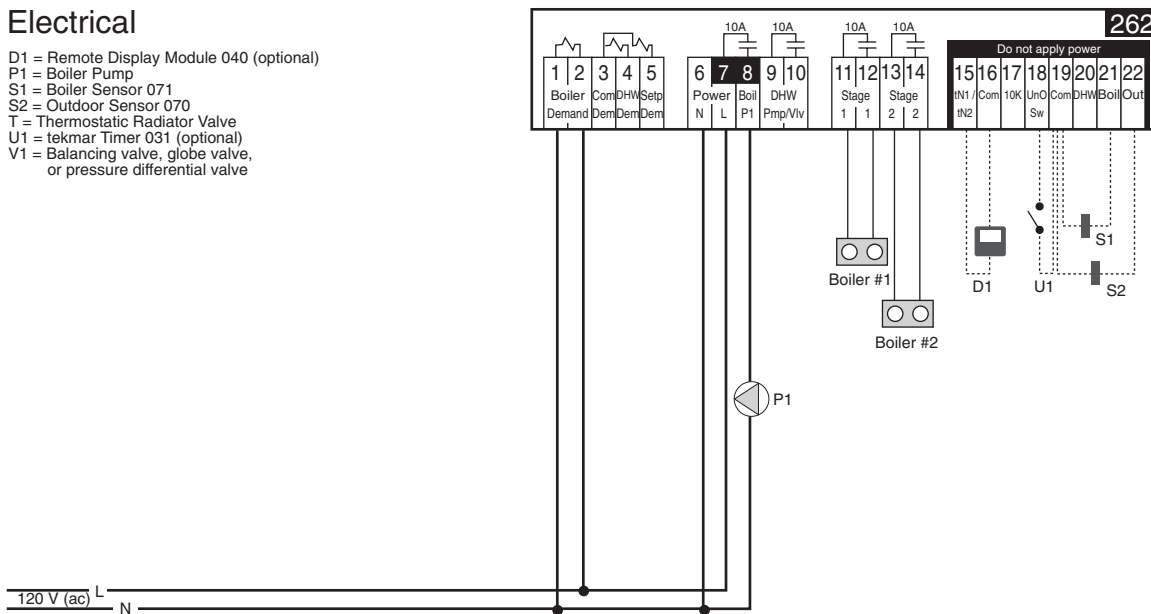 Electrical
D1 = Remote Display Module 040 (optional)
P1 = Boiler Pump
S1 = Boiler Sensor 071
S2 = Outdoor Sensor 070
T = Thermostatic Radiator Valve
U1 = tekmar Timer 031 (optional)
V1 = Balancing valve, globe valve,
or pressure differential valve
262
10A 10A 10A 10A
Do not apply power
1 2 3 4 5 6 7 8 9 10 11 12 13 14 15 16 17 18 19 20 21 22
Boiler Com DHW Setp Power Boil DHW Stage Stage tN1 / Com 10K UnO Com DHW Boil Out
Demand Dem Dem Dem N L P1 Pmp/Vlv 1 1 2 2 tN2 Sw
S1
Boiler #1 D1 U1 S2
Boiler #2
P1
120 V (ac) L
N